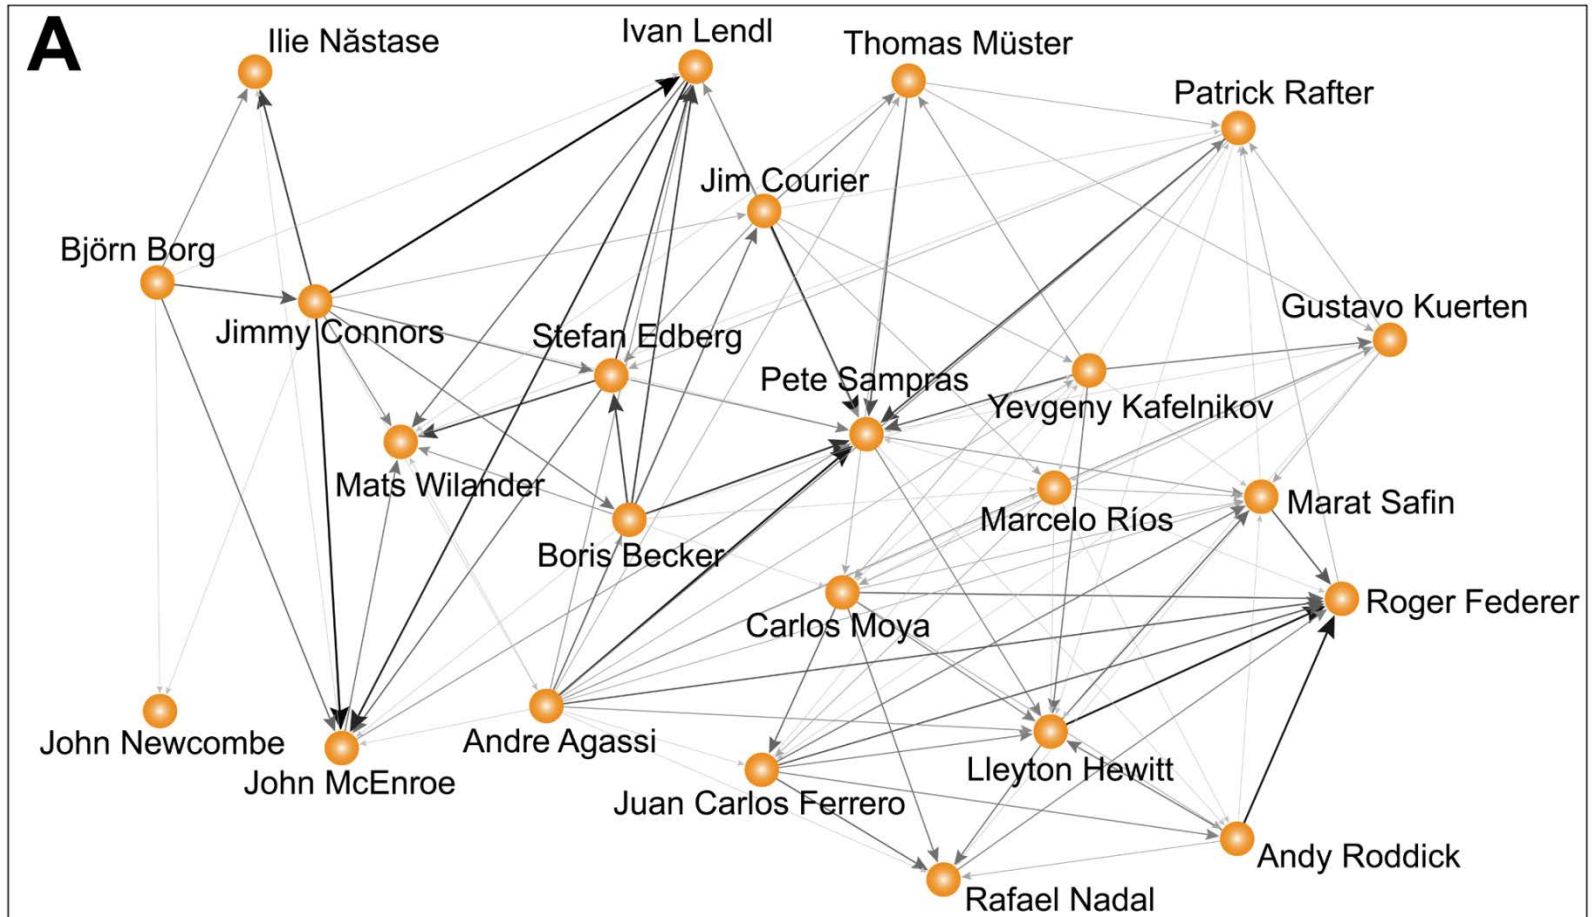 A
Ilie Năstase
Ivan Lendl
Thomas Müster
Patrick Rafter
Jim Courier
Björn Borg
Jimmy Connors
Stefan Edberg
Gustavo Kuerten
Pete Sampras
Yevgeny Kafelnikov
Mats Wilander
Marcelo Ríos
Marat Safin
Boris Becker
Carlos Moya
Roger Federer
John Newcombe
John McEnroe
Andre Agassi
Juan Carlos Ferrero
Lleyton Hewitt
Andy Roddick
Rafael Nadal